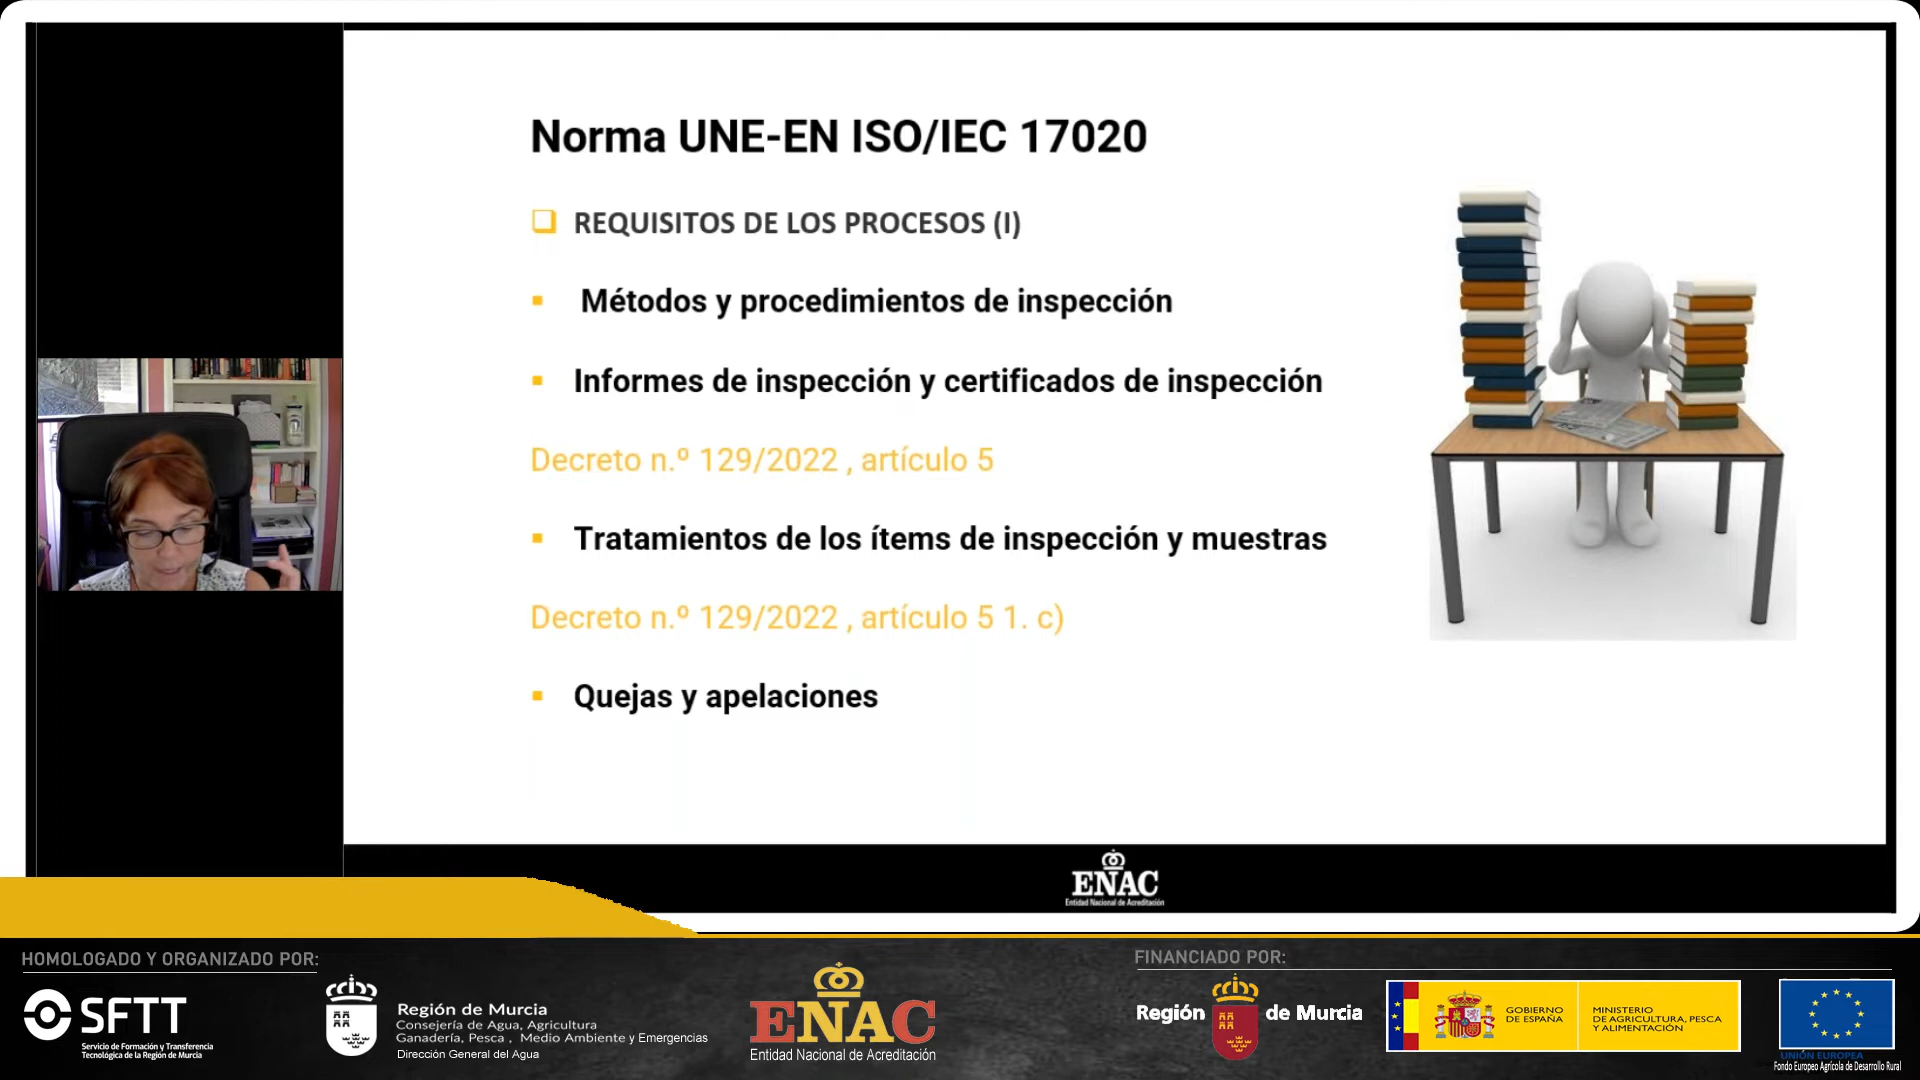 Norma UNE-EN ISO/IEC 17020
REQUISITOS DE LOS PROCESOS (I)
Métodos y procedimientos de inspección
Informes de inspección y certificados de inspección
Decreto n.º 129/2022 , artículo 5
Tratamientos de los ítems de inspección y muestras
Decreto n.º 129/2022 , artículo 5 1. c)
Quejas y apelaciones
ENAC
Entidad Nacional de Acreditación
HOMOLOGADO Y ORGANIZADO POR:
SFTT
Servicio de Formación y Transferencia
Tecnológica de la Región de Murcia
Región de Murcia
Consejería de Agua, Agricultura
Ganadería, Pesca , Medio Ambiente y Emergencias
Dirección General del Agua
ENAC
Entidad Nacional de Acreditación
FINANCIADO POR:
Región de Murcia
GOBIERNO
DE ESPAÑA
MINISTERIO
DE AGRICULTURA, PESCA
Y ALIMENTACIÓN
UNIÓN EUROPEA
Fondo Europeo Agrícola de Desarrollo Rural